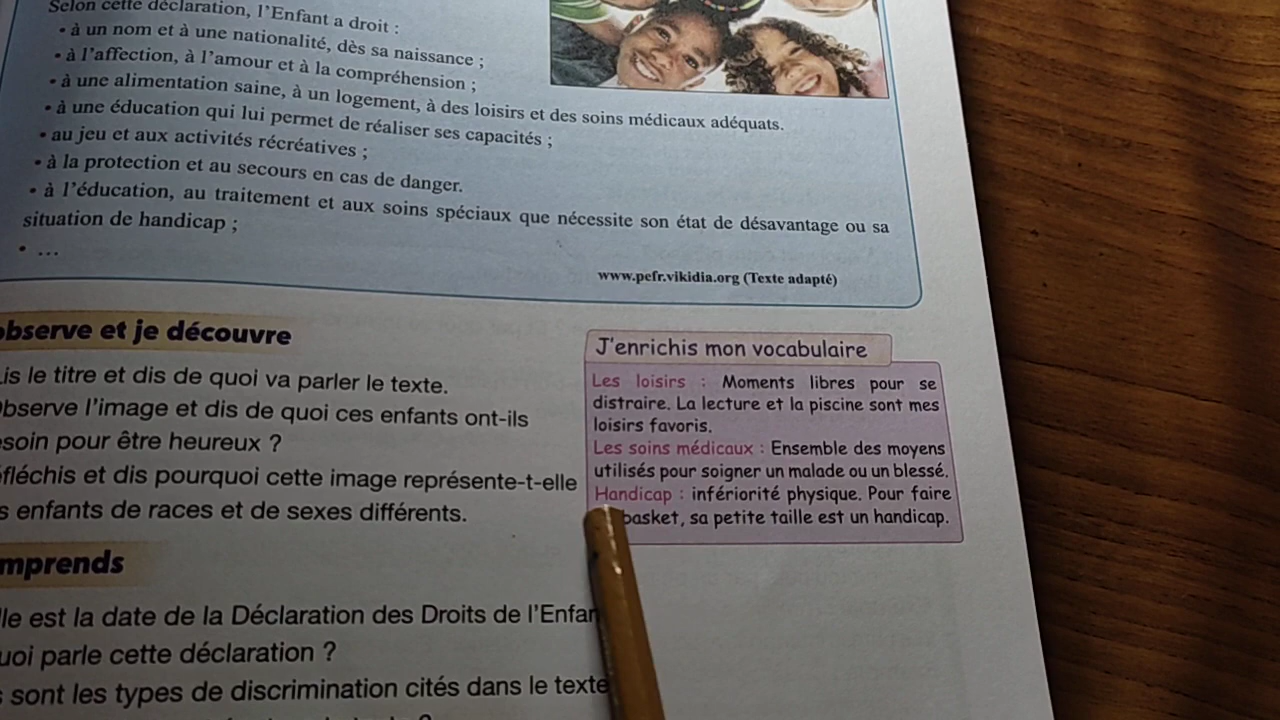 Selon cette déclaration, l'Enfant a droit :
• à un nom et à une nationalité, dès sa naissance ;
• à l'affection, à l'amour et à la compréhension ;
• à une alimentation saine, à un logement, à des loisirs et des soins médicaux adéquats.
• à une éducation qui lui permet de réaliser ses capacités ;
• au jeu et aux activités récréatives ;
• à la protection et au secours en cas de danger.
• à l'éducation, au traitement et aux soins spéciaux que nécessite son état de désavantage ou sa
situation de handicap ;
• ...
www.pefr.vikidia.org (Texte adapté)
observe et je découvre
Lis le titre et dis de quoi va parler le texte.
Observe l'image et dis de quoi ces enfants ont-ils
esoin pour être heureux ?
éfléchis et dis pourquoi cette image représente-t-elle
s enfants de races et de sexes différents.
J'enrichis mon vocabulaire
Les loisirs : Moments libres pour se
distraire. La lecture et la piscine sont mes
loisirs favoris.
Les soins médicaux : Ensemble des moyens
utilisés pour soigner un malade ou un blessé.
Handicap : infériorité physique. Pour faire
basket, sa petite taille est un handicap.
mprends
lle est la date de la Déclaration des Droits de l'Enfan
uoi parle cette déclaration ?
s sont les types de discrimination cités dans le texte